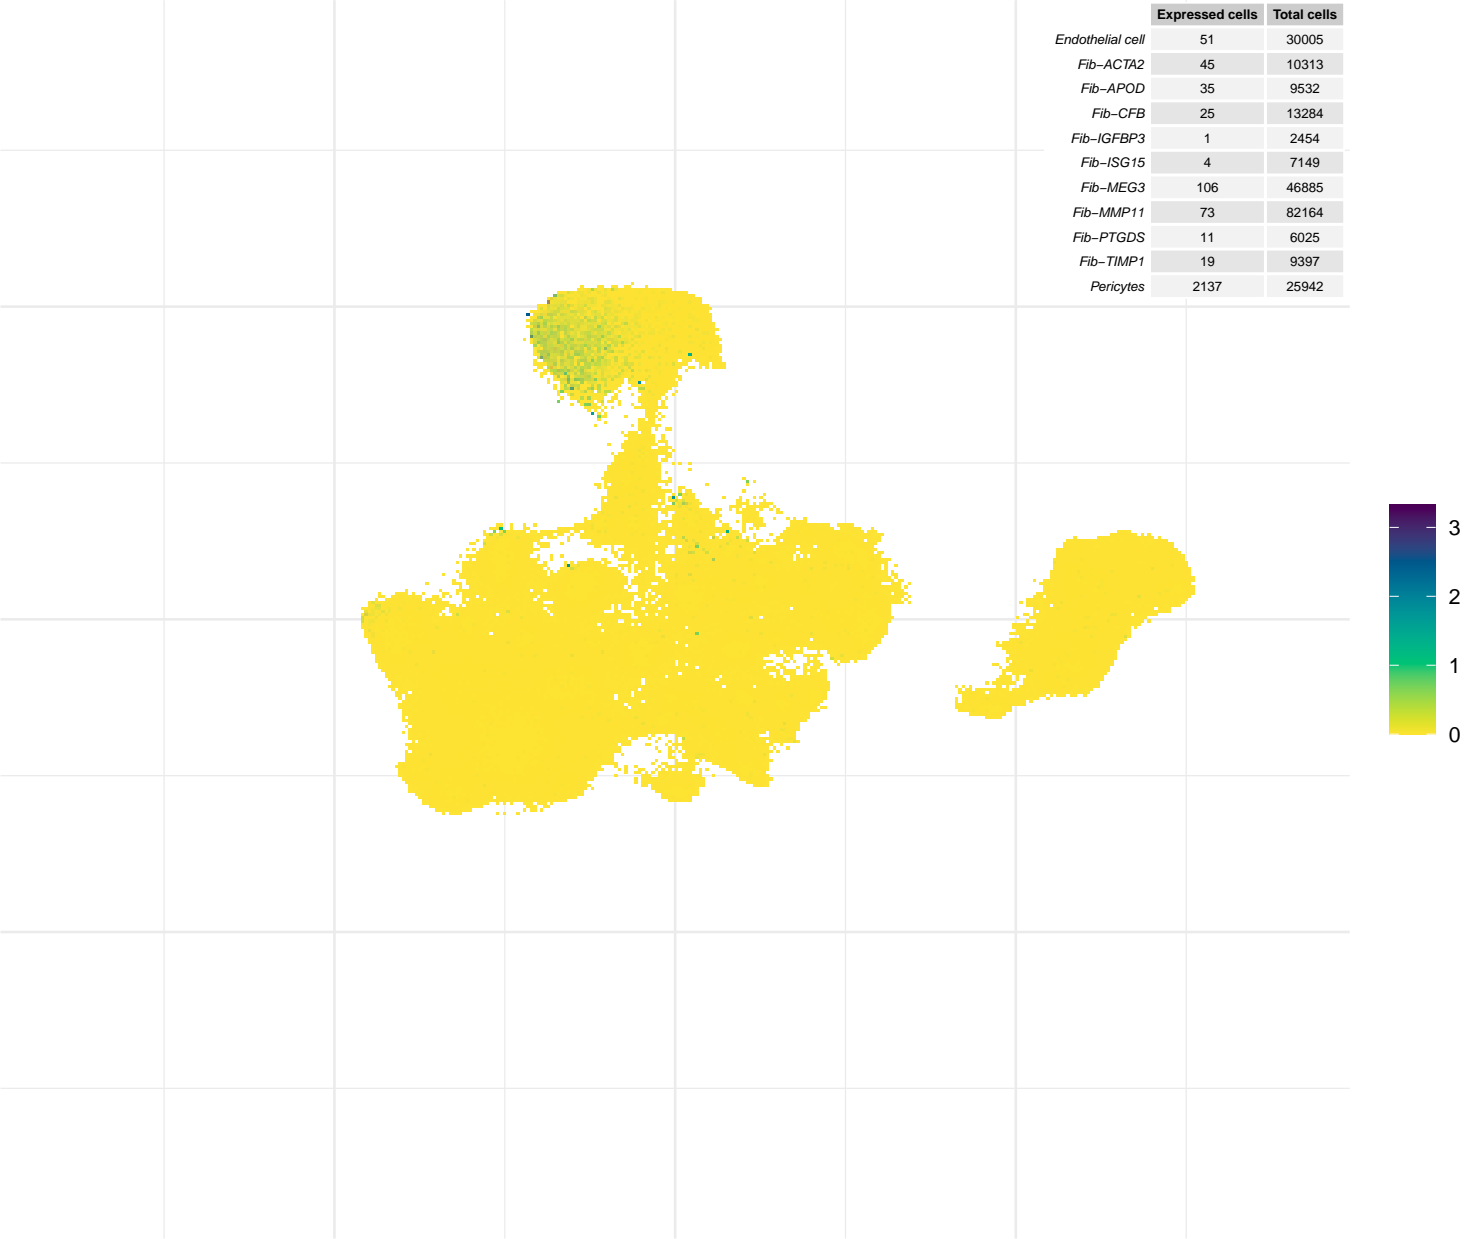 Expressed cells Total cells
Endothelial cell 51 30005
Fib−ACTA2 45 10313
Fib−APOD 35 9532
Fib−CFB 25 13284
Fib−IGFBP3 1 2454
Fib−ISG15 4 7149
Fib−MEG3 106 46885
Fib−MMP11 73 82164
Fib−PTGDS 11 6025
Fib−TIMP1 19 9397
Pericytes 2137 25942
3
2
1
0